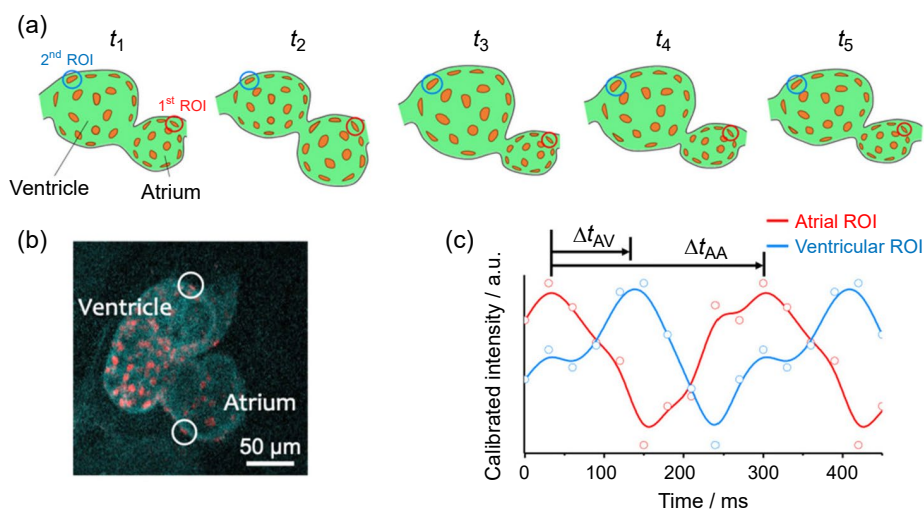 (a)
t1 t2 t3 t4 t5
2nd ROI
1st ROI
Ventricle
Atrium
(b)
Ventricle
Atrium
50 μm
(c)
Atrial ROI
Ventricular ROI
ΔtAV
ΔtAA
Calibrated intensity / a.u.
0 100 200 300 400
Time / ms